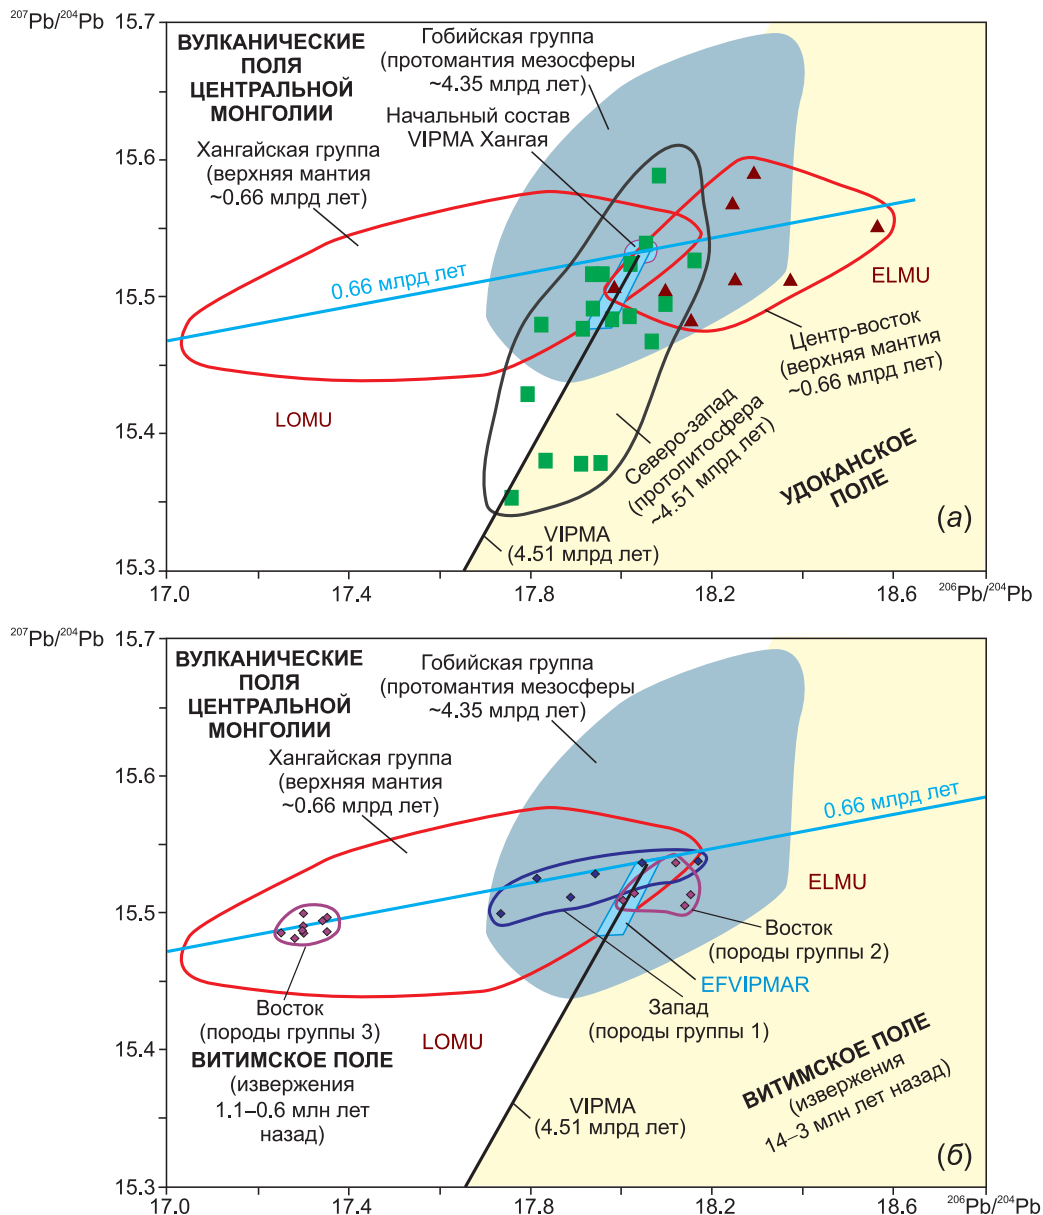 ²⁰⁷Pb/²⁰⁴Pb
15.7
15.6
15.5
15.4
15.3
ВУЛКАНИЧЕСКИЕ
ПОЛЯ
ЦЕНТРАЛЬНОЙ
МОНГОЛИИ
Гобийская группа
(протомантия мезосферы
~4.35 млрд лет)
Начальный состав
VIPMA Хангая
Хангайская группа
(верхняя мантия
~0.66 млрд лет)
0.66 млрд лет
ELMU
Центр-восток
(верхняя мантия
~0.66 млрд лет)
LOMU
Северо-запад
(протолитосфера
~4.51 млрд лет)
УДОКАНСКОЕ
ПОЛЕ
VIPMA
(4.51 млрд лет)
(а)
17.0
17.4
17.8
18.2
18.6
²⁰⁶Pb/²⁰⁴Pb
²⁰⁷Pb/²⁰⁴Pb
15.7
15.6
15.5
15.4
15.3
ВУЛКАНИЧЕСКИЕ
ПОЛЯ
ЦЕНТРАЛЬНОЙ
МОНГОЛИИ
Гобийская группа
(протомантия мезосферы
~4.35 млрд лет)
Хангайская группа
(верхняя мантия
~0.66 млрд лет)
0.66 млрд лет
ELMU
Восток
(породы группы 2)
EFVIPMAR
Запад
(породы группы 1)
Восток
(породы группы 3)
LOMU
ВИТИМСКОЕ ПОЛЕ
(извержения
1.1–0.6 млн лет
назад)
ВИТИМСКОЕ ПОЛЕ
(извержения
14–3 млн лет назад)
VIPMA
(4.51 млрд лет)
(б)
17.0
17.4
17.8
18.2
18.6
²⁰⁶Pb/²⁰⁴Pb